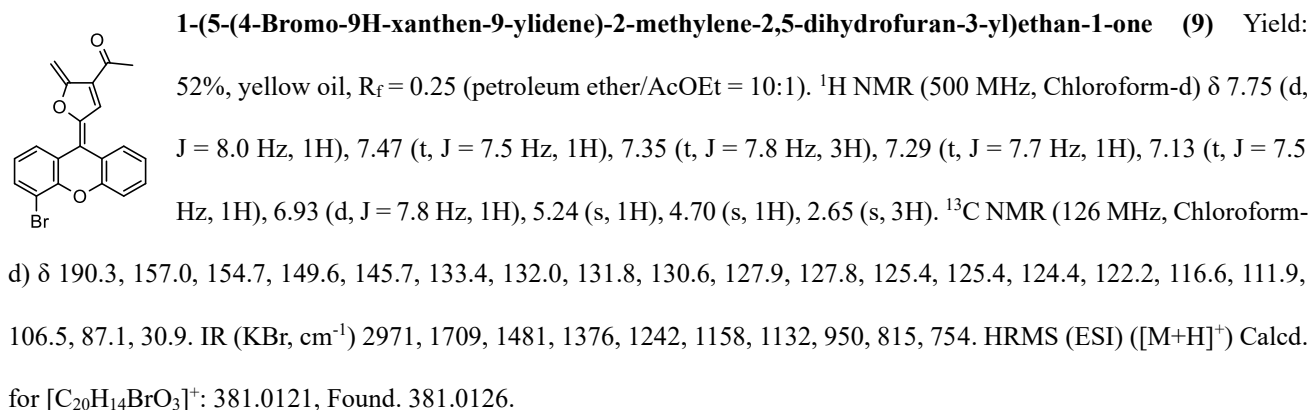 1-(5-(4-Bromo-9H-xanthen-9-ylidene)-2-methylene-2,5-dihydrofuran-3-yl)ethan-1-one (9) Yield:
52%, yellow oil, Rf = 0.25 (petroleum ether/AcOEt = 10:1). ¹H NMR (500 MHz, Chloroform-d) δ 7.75 (d,
J = 8.0 Hz, 1H), 7.47 (t, J = 7.5 Hz, 1H), 7.35 (t, J = 7.8 Hz, 3H), 7.29 (t, J = 7.7 Hz, 1H), 7.13 (t, J = 7.5
Hz, 1H), 6.93 (d, J = 7.8 Hz, 1H), 5.24 (s, 1H), 4.70 (s, 1H), 2.65 (s, 3H). ¹³C NMR (126 MHz, Chloroform-
d) δ 190.3, 157.0, 154.7, 149.6, 145.7, 133.4, 132.0, 131.8, 130.6, 127.9, 127.8, 125.4, 125.4, 124.4, 122.2, 116.6, 111.9,
106.5, 87.1, 30.9. IR (KBr, cm⁻¹) 2971, 1709, 1481, 1376, 1242, 1158, 1132, 950, 815, 754. HRMS (ESI) ([M+H]⁺) Calcd.
for [C₂₀H₁₄BrO₃]⁺: 381.0121, Found. 381.0126.
O
O
O
Br